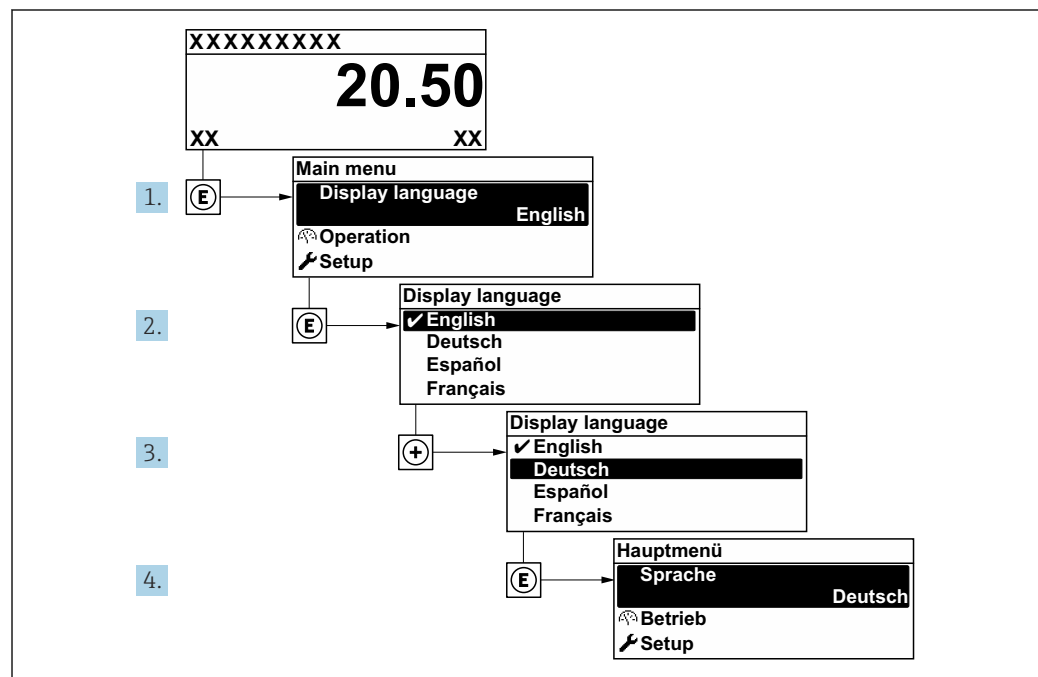 XXXXXXXXX
20.50
XX XX
1. E
Main menu
Display language
English
Operation
Setup
2. E
Display language
✔ English
Deutsch
Español
Français
3. +
Display language
✔ English
Deutsch
Español
Français
4. E
Hauptmenü
Sprache
Deutsch
Betrieb
Setup